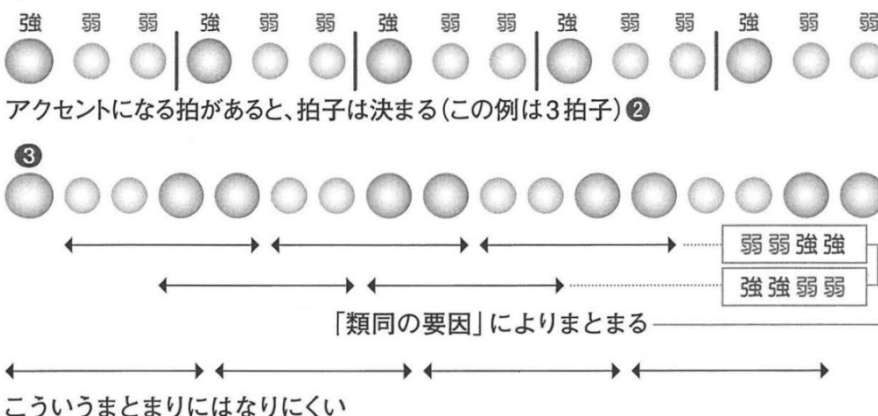 強 弱 弱 強 弱 弱 強 弱 弱 強 弱 弱 強 弱 弱
アクセントになる拍があると、拍子は決まる(この例は3拍子)❷
❸
弱弱強強
強強弱弱
「類同の要因」によりまとまる
こういうまとまりにはなりにくい